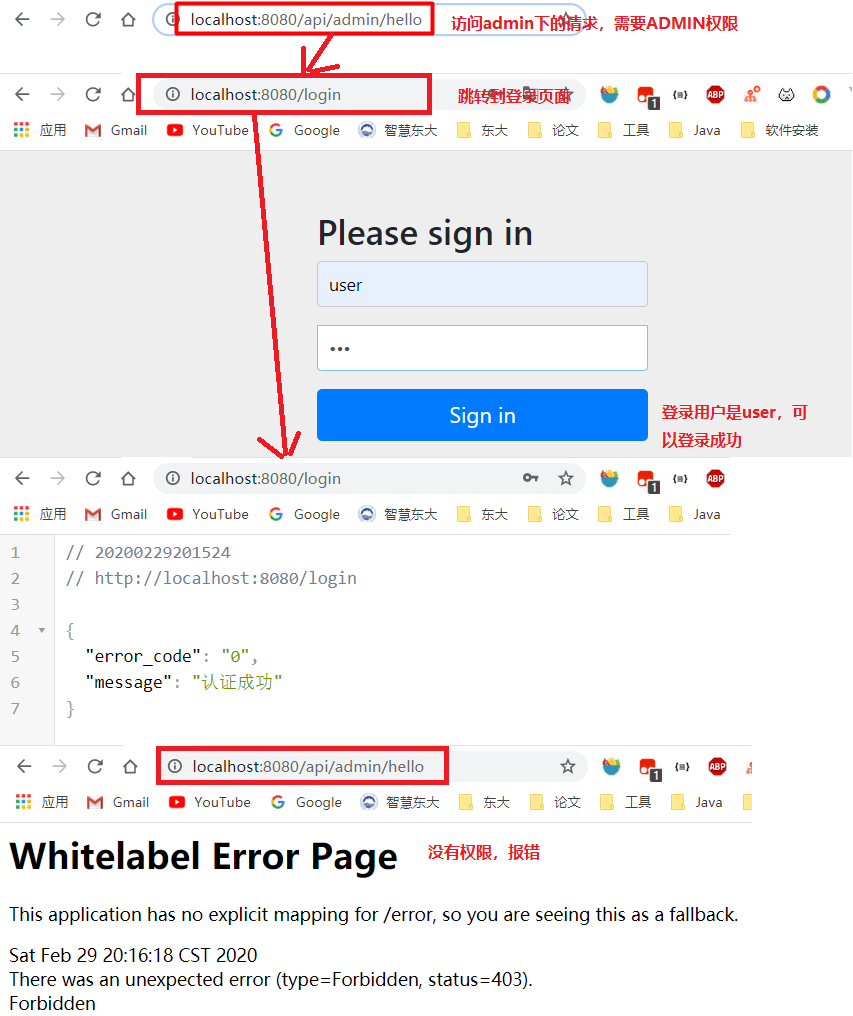 localhost:8080/api/admin/hello
访问admin下的请求，需要ADMIN权限
localhost:8080/login
跳转到登录页面
1
ABP
应用 Gmail YouTube Google 智慧东大 东大 论文 工具 Java 软件安装
Please sign in
user
Sign in
登录用户是user，可
以登录成功
localhost:8080/login
1
ABP
应用 Gmail YouTube Google 智慧东大 东大 论文 工具 Java
1 // 20200229201524
2 // http://localhost:8080/login
3
4 {
5 "error_code": "0",
6 "message": "认证成功"
7 }
localhost:8080/api/admin/hello
1
ABP
应用 Gmail YouTube Google 智慧东大 东大 论文 工具 Java
Whitelabel Error Page
没有权限，报错
This application has no explicit mapping for /error, so you are seeing this as a fallback.
Sat Feb 29 20:16:18 CST 2020
There was an unexpected error (type=Forbidden, status=403).
Forbidden